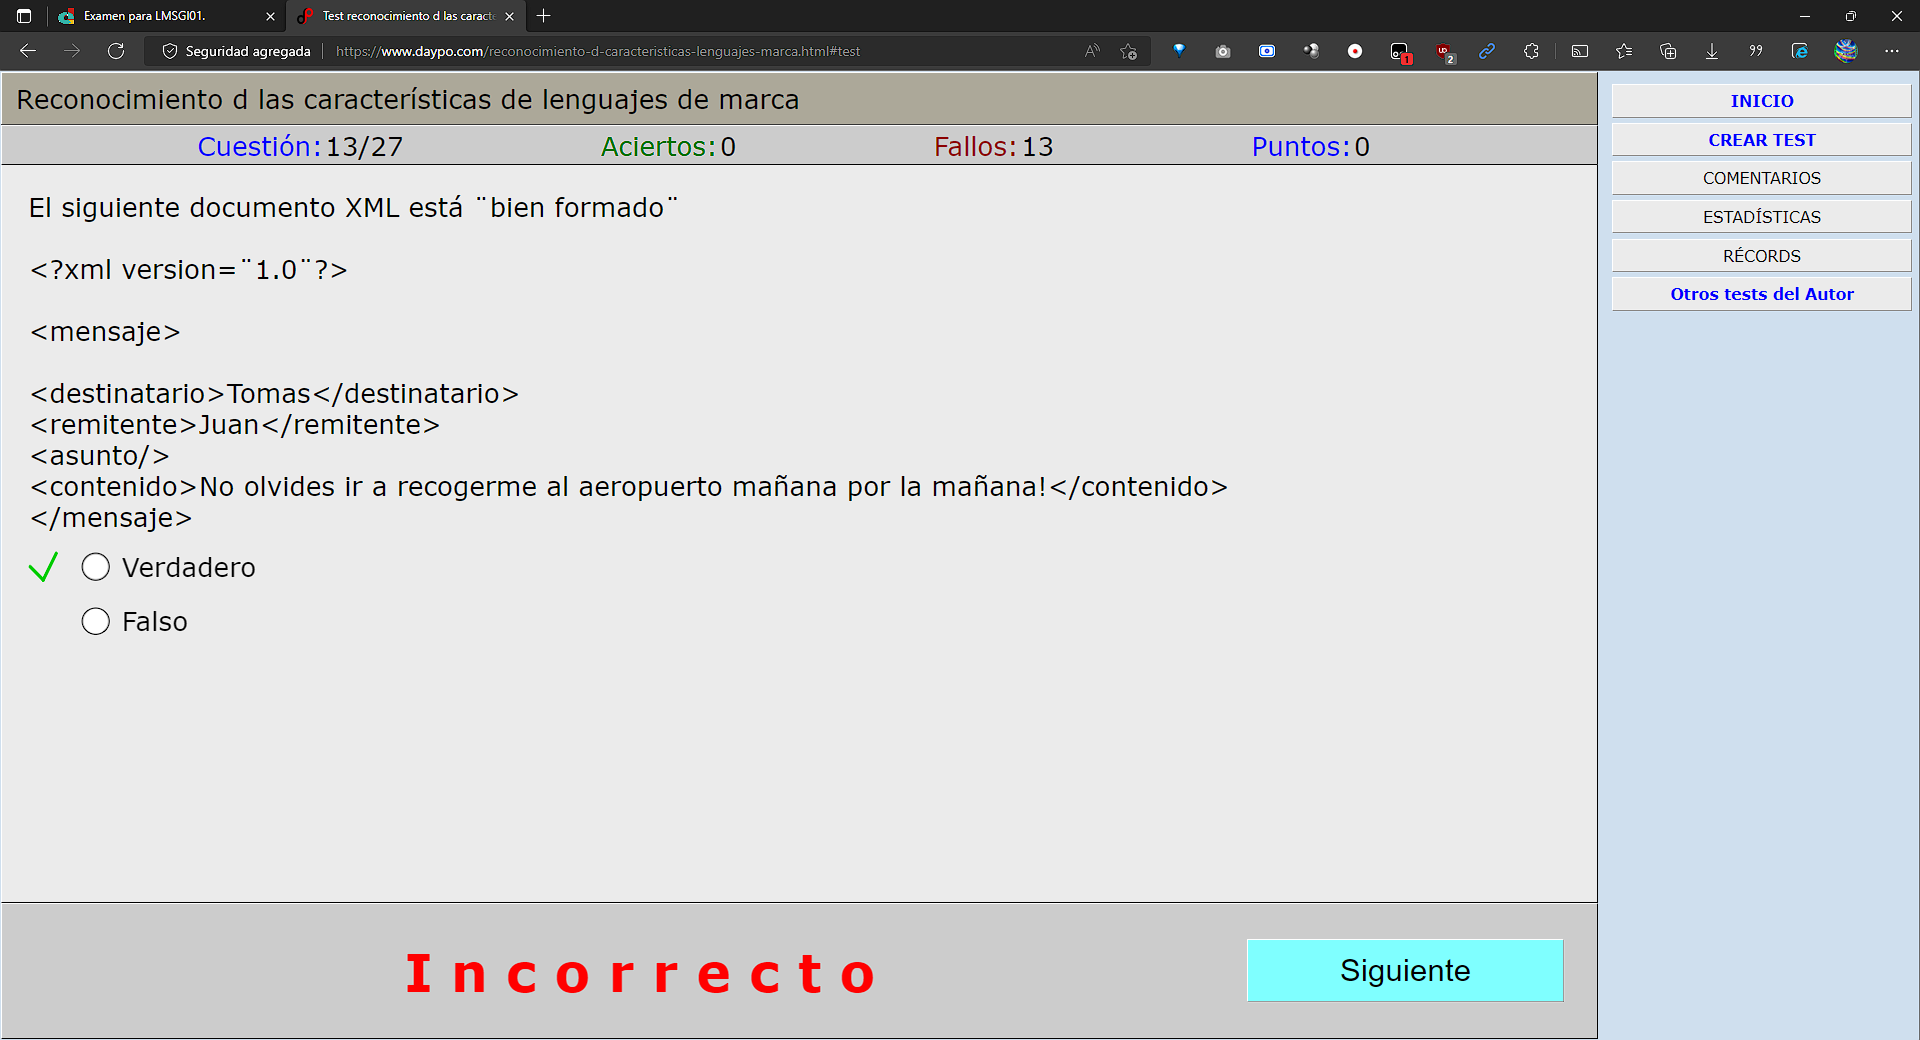 Examen para LMSGI01.
Test reconocimiento d las caracte
Seguridad agregada
https://www.daypo.com/reconocimiento-d-caracteristicas-lenguajes-marca.html#test
1
2
Reconocimiento d las características de lenguajes de marca
Cuestión: 13/27 Aciertos: 0 Fallos: 13 Puntos: 0
El siguiente documento XML está ¨bien formado¨
<?xml version=¨1.0¨?>
<mensaje>
<destinatario>Tomas</destinatario>
<remitente>Juan</remitente>
<asunto/>
<contenido>No olvides ir a recogerme al aeropuerto mañana por la mañana!</contenido>
</mensaje>
Verdadero
Falso
Incorrecto
Siguiente
INICIO
CREAR TEST
COMENTARIOS
ESTADÍSTICAS
RÉCORDS
Otros tests del Autor